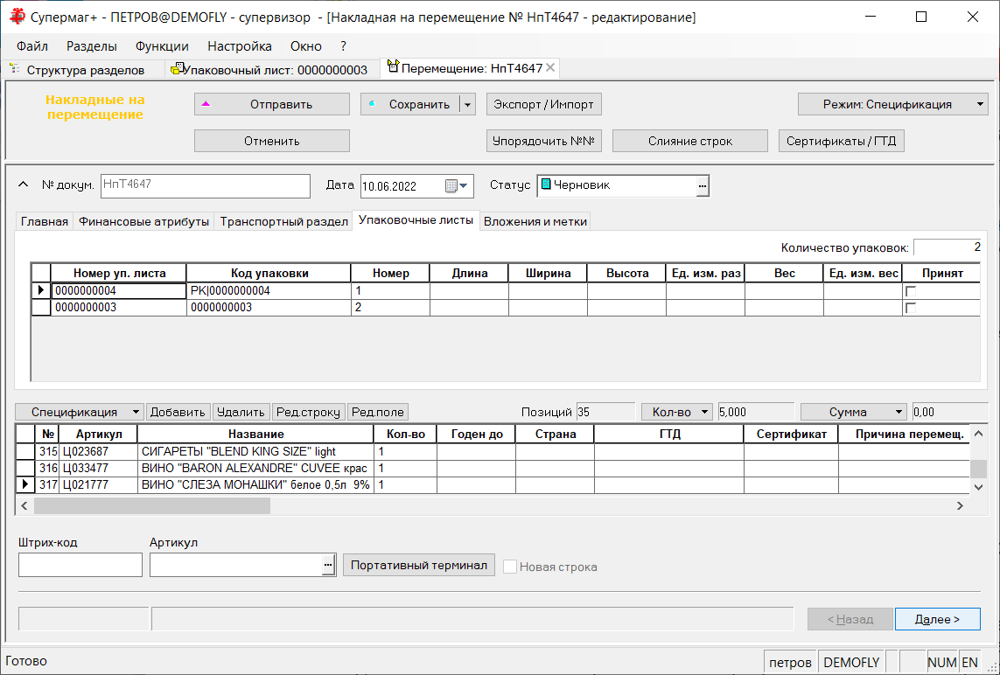 Супермаг+ - ПЕТРОВ@DEMOFLY - супервизор - [Накладная на перемещение № НпТ4647 - редактирование]
Файл Разделы Функции Настройка Окно ?
Структура разделов Упаковочный лист: 0000000003 Перемещение: НпТ4647
Накладные на перемещение
Отправить Сохранить Экспорт / Импорт Режим: Спецификация
Отменить Упорядочить №№ Слияние строк Сертификаты / ГТД
№ докум. НпТ4647 Дата 10.06.2022 Статус Черновик ...
Главная Финансовые атрибуты Транспортный раздел Упаковочные листы Вложения и метки
Количество упаковок: 2
Номер уп. листа Код упаковки Номер Длина Ширина Высота Ед. изм. раз Вес Ед. изм. вес Принят
0000000004 PK|0000000004 1
0000000003 0000000003 2
Спецификация Добавить Удалить Ред.строку Ред.поле Позиций 35 Кол-во 5,000 Сумма 0,00
№ Артикул Название Кол-во Годен до Страна ГТД Сертификат Причина перемещ.
315 Ц023687 СИГАРЕТЫ "BLEND KING SIZE" light 1
316 Ц033477 ВИНО "BARON ALEXANDRE" CUVEE крас 1
317 Ц021777 ВИНО "СЛЕЗА МОНАШКИ" белое 0,5л 9% 1
Штрих-код Артикул
... Портативный терминал Новая строка
< Назад Далее >
Готово петров DEMOFLY NUM EN